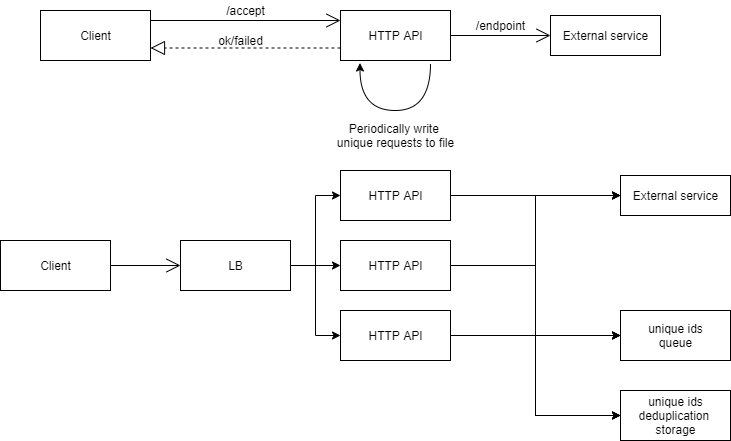 /accept
Client
HTTP API
/endpoint
External service
ok/failed
Periodically write
unique requests to file
HTTP API
External service
Client
LB
HTTP API
HTTP API
unique ids
queue
unique ids
deduplication
storage